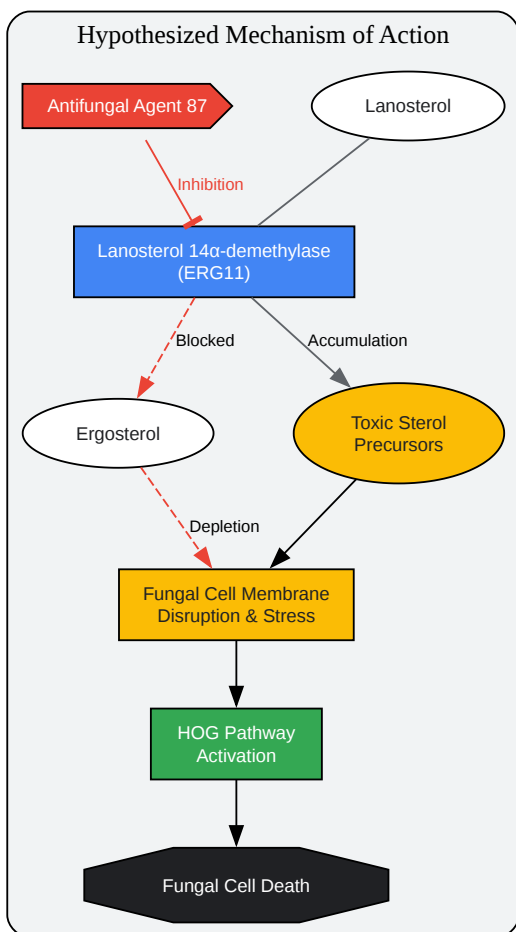 Hypothesized Mechanism of Action
Antifungal Agent 87
Lanosterol
Inhibition
Lanosterol 14α-demethylase
(ERG11)
Blocked
Accumulation
Ergosterol
Toxic Sterol
Precursors
Depletion
Fungal Cell Membrane
Disruption & Stress
HOG Pathway
Activation
Fungal Cell Death